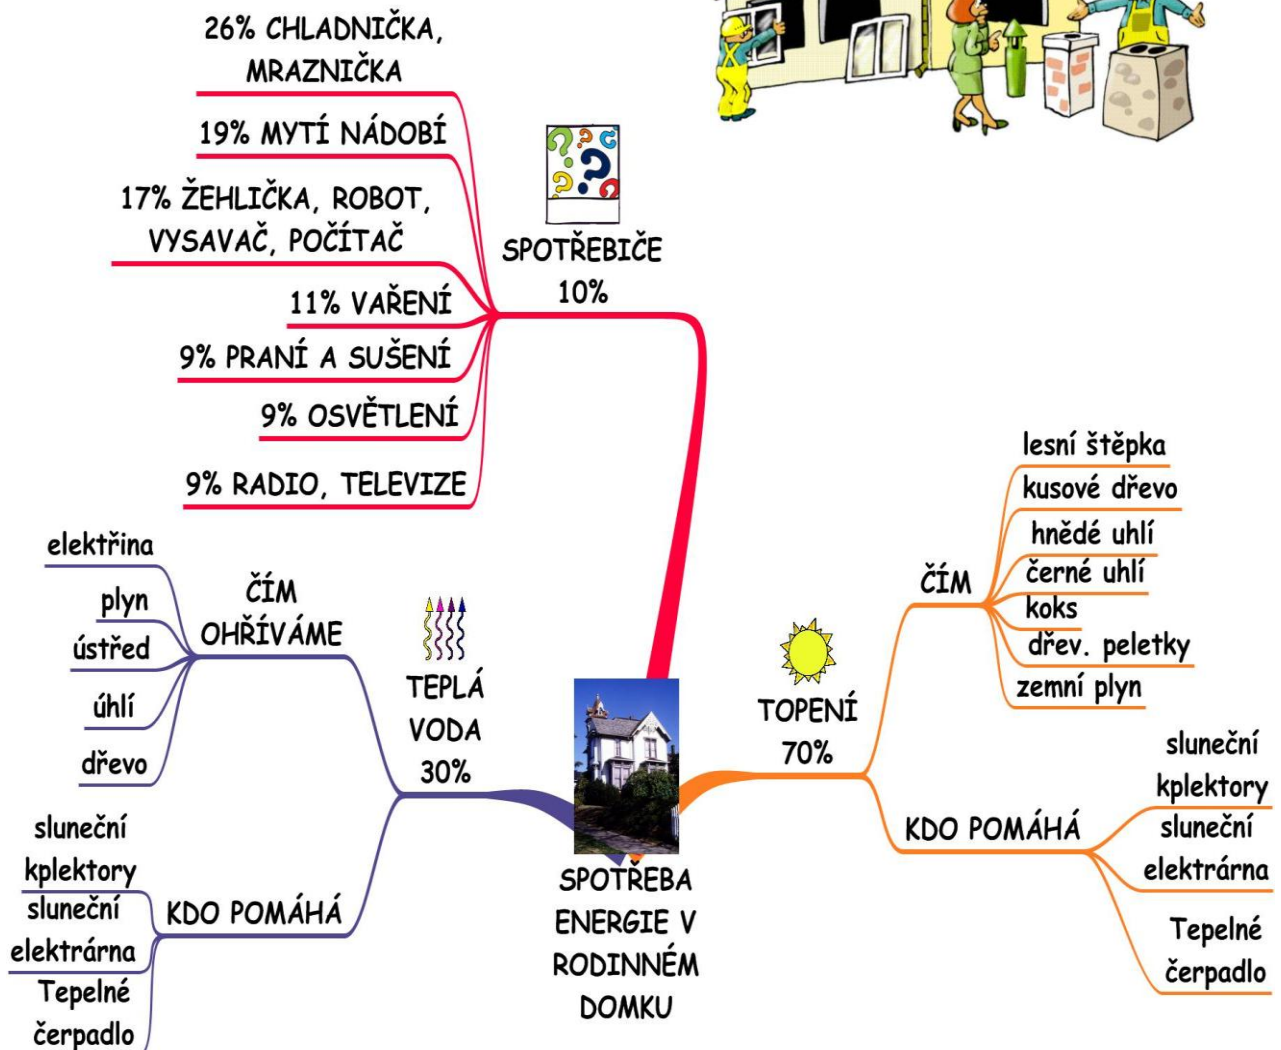 26% CHLADNIČKA,
MRAZNIČKA
19% MYTÍ NÁDOBÍ
17% ŽEHLIČKA, ROBOT,
VYSAVAČ, POČÍTAČ
11% VAŘENÍ
9% PRANÍ A SUŠENÍ
9% OSVĚTLENÍ
9% RADIO, TELEVIZE
SPOTŘEBIČE
10%
elektřina
plyn
ústřed
úhlí
dřevo
ČÍM
OHŘÍVÁME
sluneční
kplektory
sluneční
elektrárna
Tepelné
čerpadlo
KDO POMÁHÁ
TEPLÁ
VODA
30%
SPOTŘEBA
ENERGIE V
RODINNÉM
DOMKU
TOPENÍ
70%
ČÍM
lesní štěpka
kusové dřevo
hnědé uhlí
černé uhlí
koks
dřev. peletky
zemní plyn
KDO POMÁHÁ
sluneční
kplektory
sluneční
elektrárna
Tepelné
čerpadlo